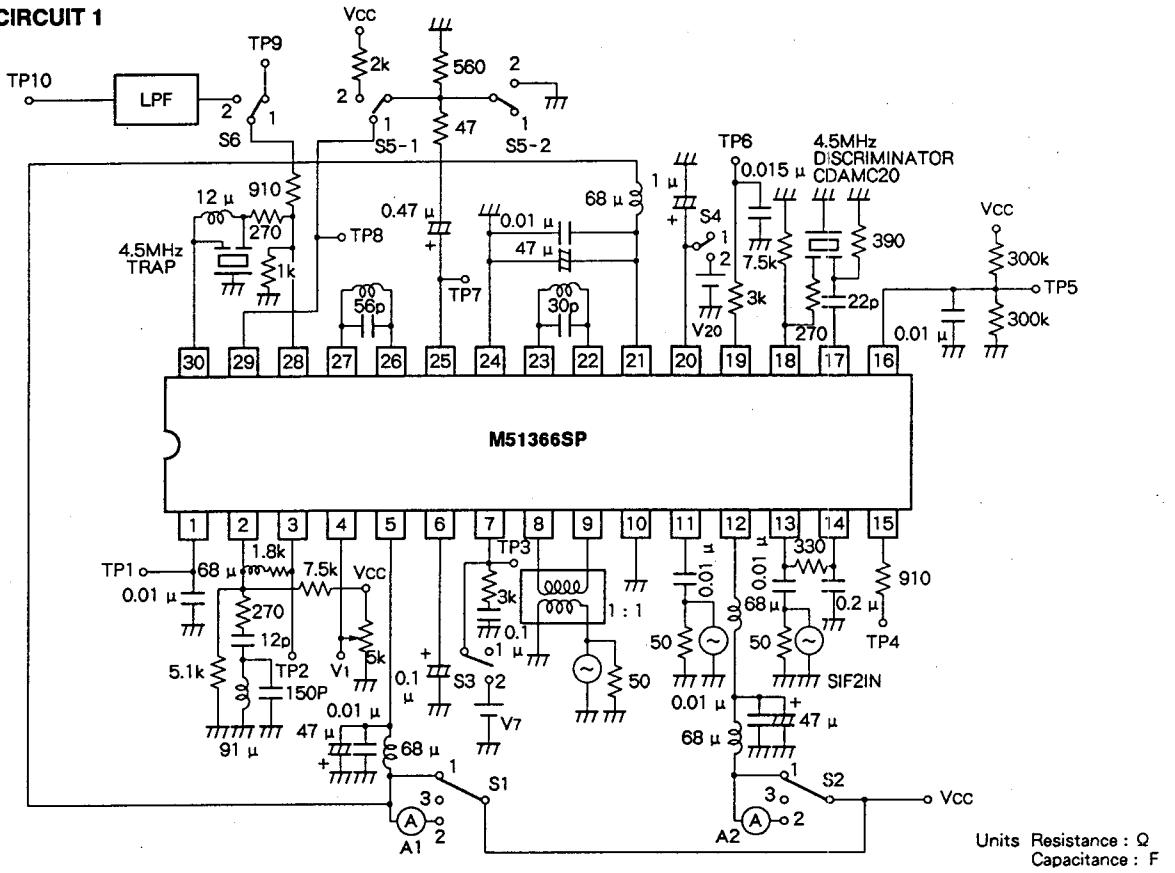 CIRCUIT 1
Vcc
TP9
2k
560
2
TP10
LPF
2
1
S6
2
1
S5-1
47
1
S5-2
TP6
0.015 μ
4.5MHz
DISCRIMINATOR
CDAMC20
12 μ
910
270
4.5MHz
TRAP
1k
TP8
0.47 μ
+
TP7
56p
0.01 μ
47 μ
30p
68 μ
1 μ
+
S4
1
2
V20
3k
7.5k
270
22p
390
Vcc
300k
TP5
0.01 μ
300k
30 29 28 27 26 25 24 23 22 21 20 19 18 17 16
M51366SP
1 2 3 4 5 6 7 8 9 10 11 12 13 14 15
TP1
0.01 μ
68 μ
1.8k
7.5k
Vcc
270
12p
5.1k
TP2
V1
5k
150P
91 μ
0.01 μ
47 μ
+
68 μ
+
0.1 μ
TP3
3k
0.1 μ
1
S3
2
V7
1 : 1
50
0.01 μ
50
68 μ
0.01 μ
330
0.2 μ
50
SIF2IN
910
TP4
0.01 μ
+
47 μ
68 μ
1
S1
3
2
A
A1
1
S2
3
2
A
A2
Vcc
Units Resistance : Ω
Capacitance : F